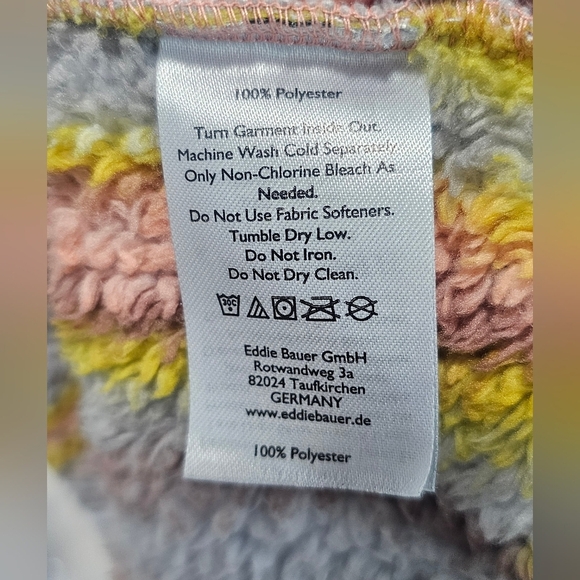 100% Polyester
Turn Garment Inside Out.
Machine Wash Cold Separately.
Only Non-Chlorine Bleach As
Needed.
Do Not Use Fabric Softeners.
Tumble Dry Low.
Do Not Iron.
Do Not Dry Clean.
30C
Eddie Bauer GmbH
Rotwandweg 3a
82024 Taufkirchen
GERMANY
www.eddiebauer.de
100% Polyester